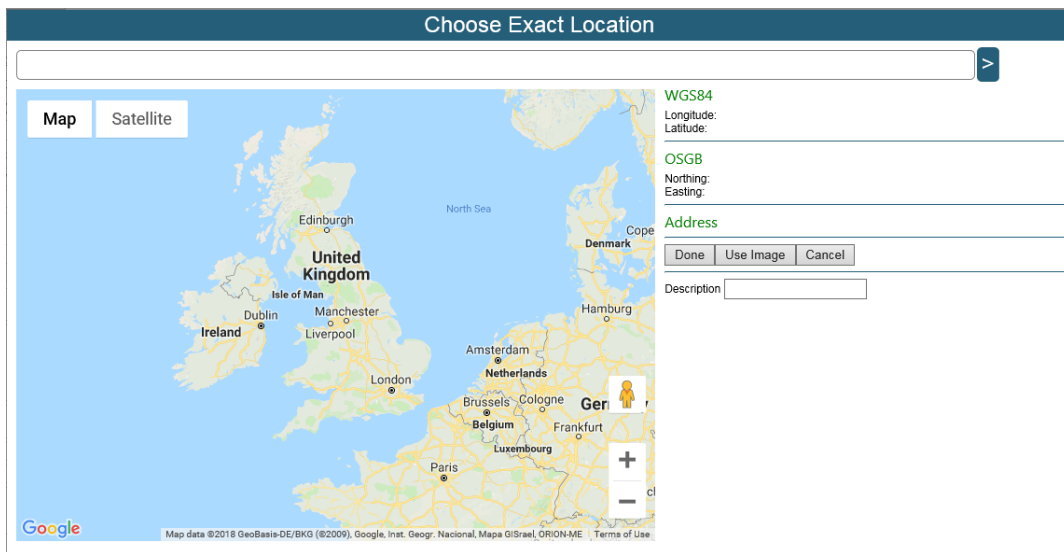 Choose Exact Location
>
Map Satellite
WGS84
Longitude:
Latitude:
OSGB
Northing:
Easting:
Address
Done Use Image Cancel
Description
North Sea
Edinburgh
Denmark
Cope
United
Kingdom
Isle of Man
Dublin
Manchester
Ireland
Liverpool
Hamburg
Amsterdam
Netherlands
London
Brussels
Cologne
Ger
y
Belgium
Frankfurt
Luxembourg
Paris
+
−
Google
Map data ©2018 GeoBasis-DE/BKG (©2009), Google, Inst. Geogr. Nacional, Mapa GISrael, ORION-ME Terms of Use